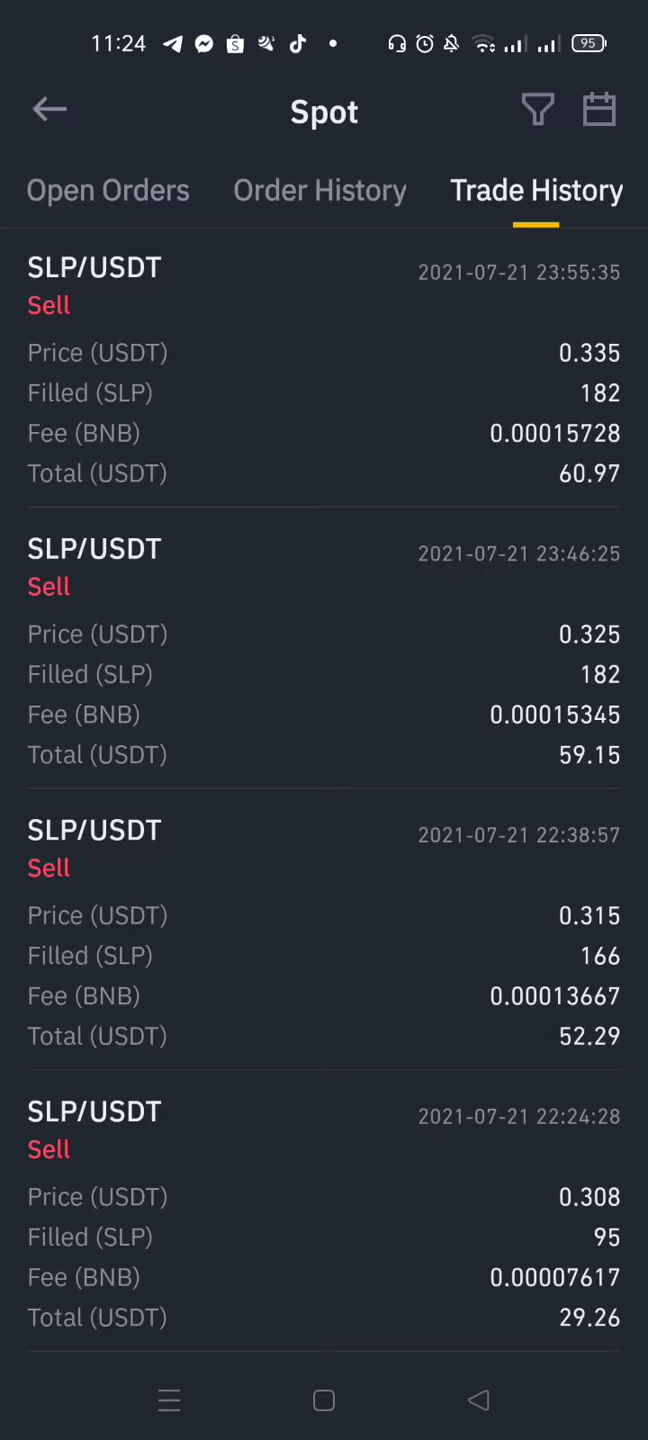 11:24
95
Spot
Open Orders Order History Trade History
SLP/USDT 2021-07-21 23:55:35
Sell
Price (USDT) 0.335
Filled (SLP) 182
Fee (BNB) 0.00015728
Total (USDT) 60.97
SLP/USDT 2021-07-21 23:46:25
Sell
Price (USDT) 0.325
Filled (SLP) 182
Fee (BNB) 0.00015345
Total (USDT) 59.15
SLP/USDT 2021-07-21 22:38:57
Sell
Price (USDT) 0.315
Filled (SLP) 166
Fee (BNB) 0.00013667
Total (USDT) 52.29
SLP/USDT 2021-07-21 22:24:28
Sell
Price (USDT) 0.308
Filled (SLP) 95
Fee (BNB) 0.00007617
Total (USDT) 29.26